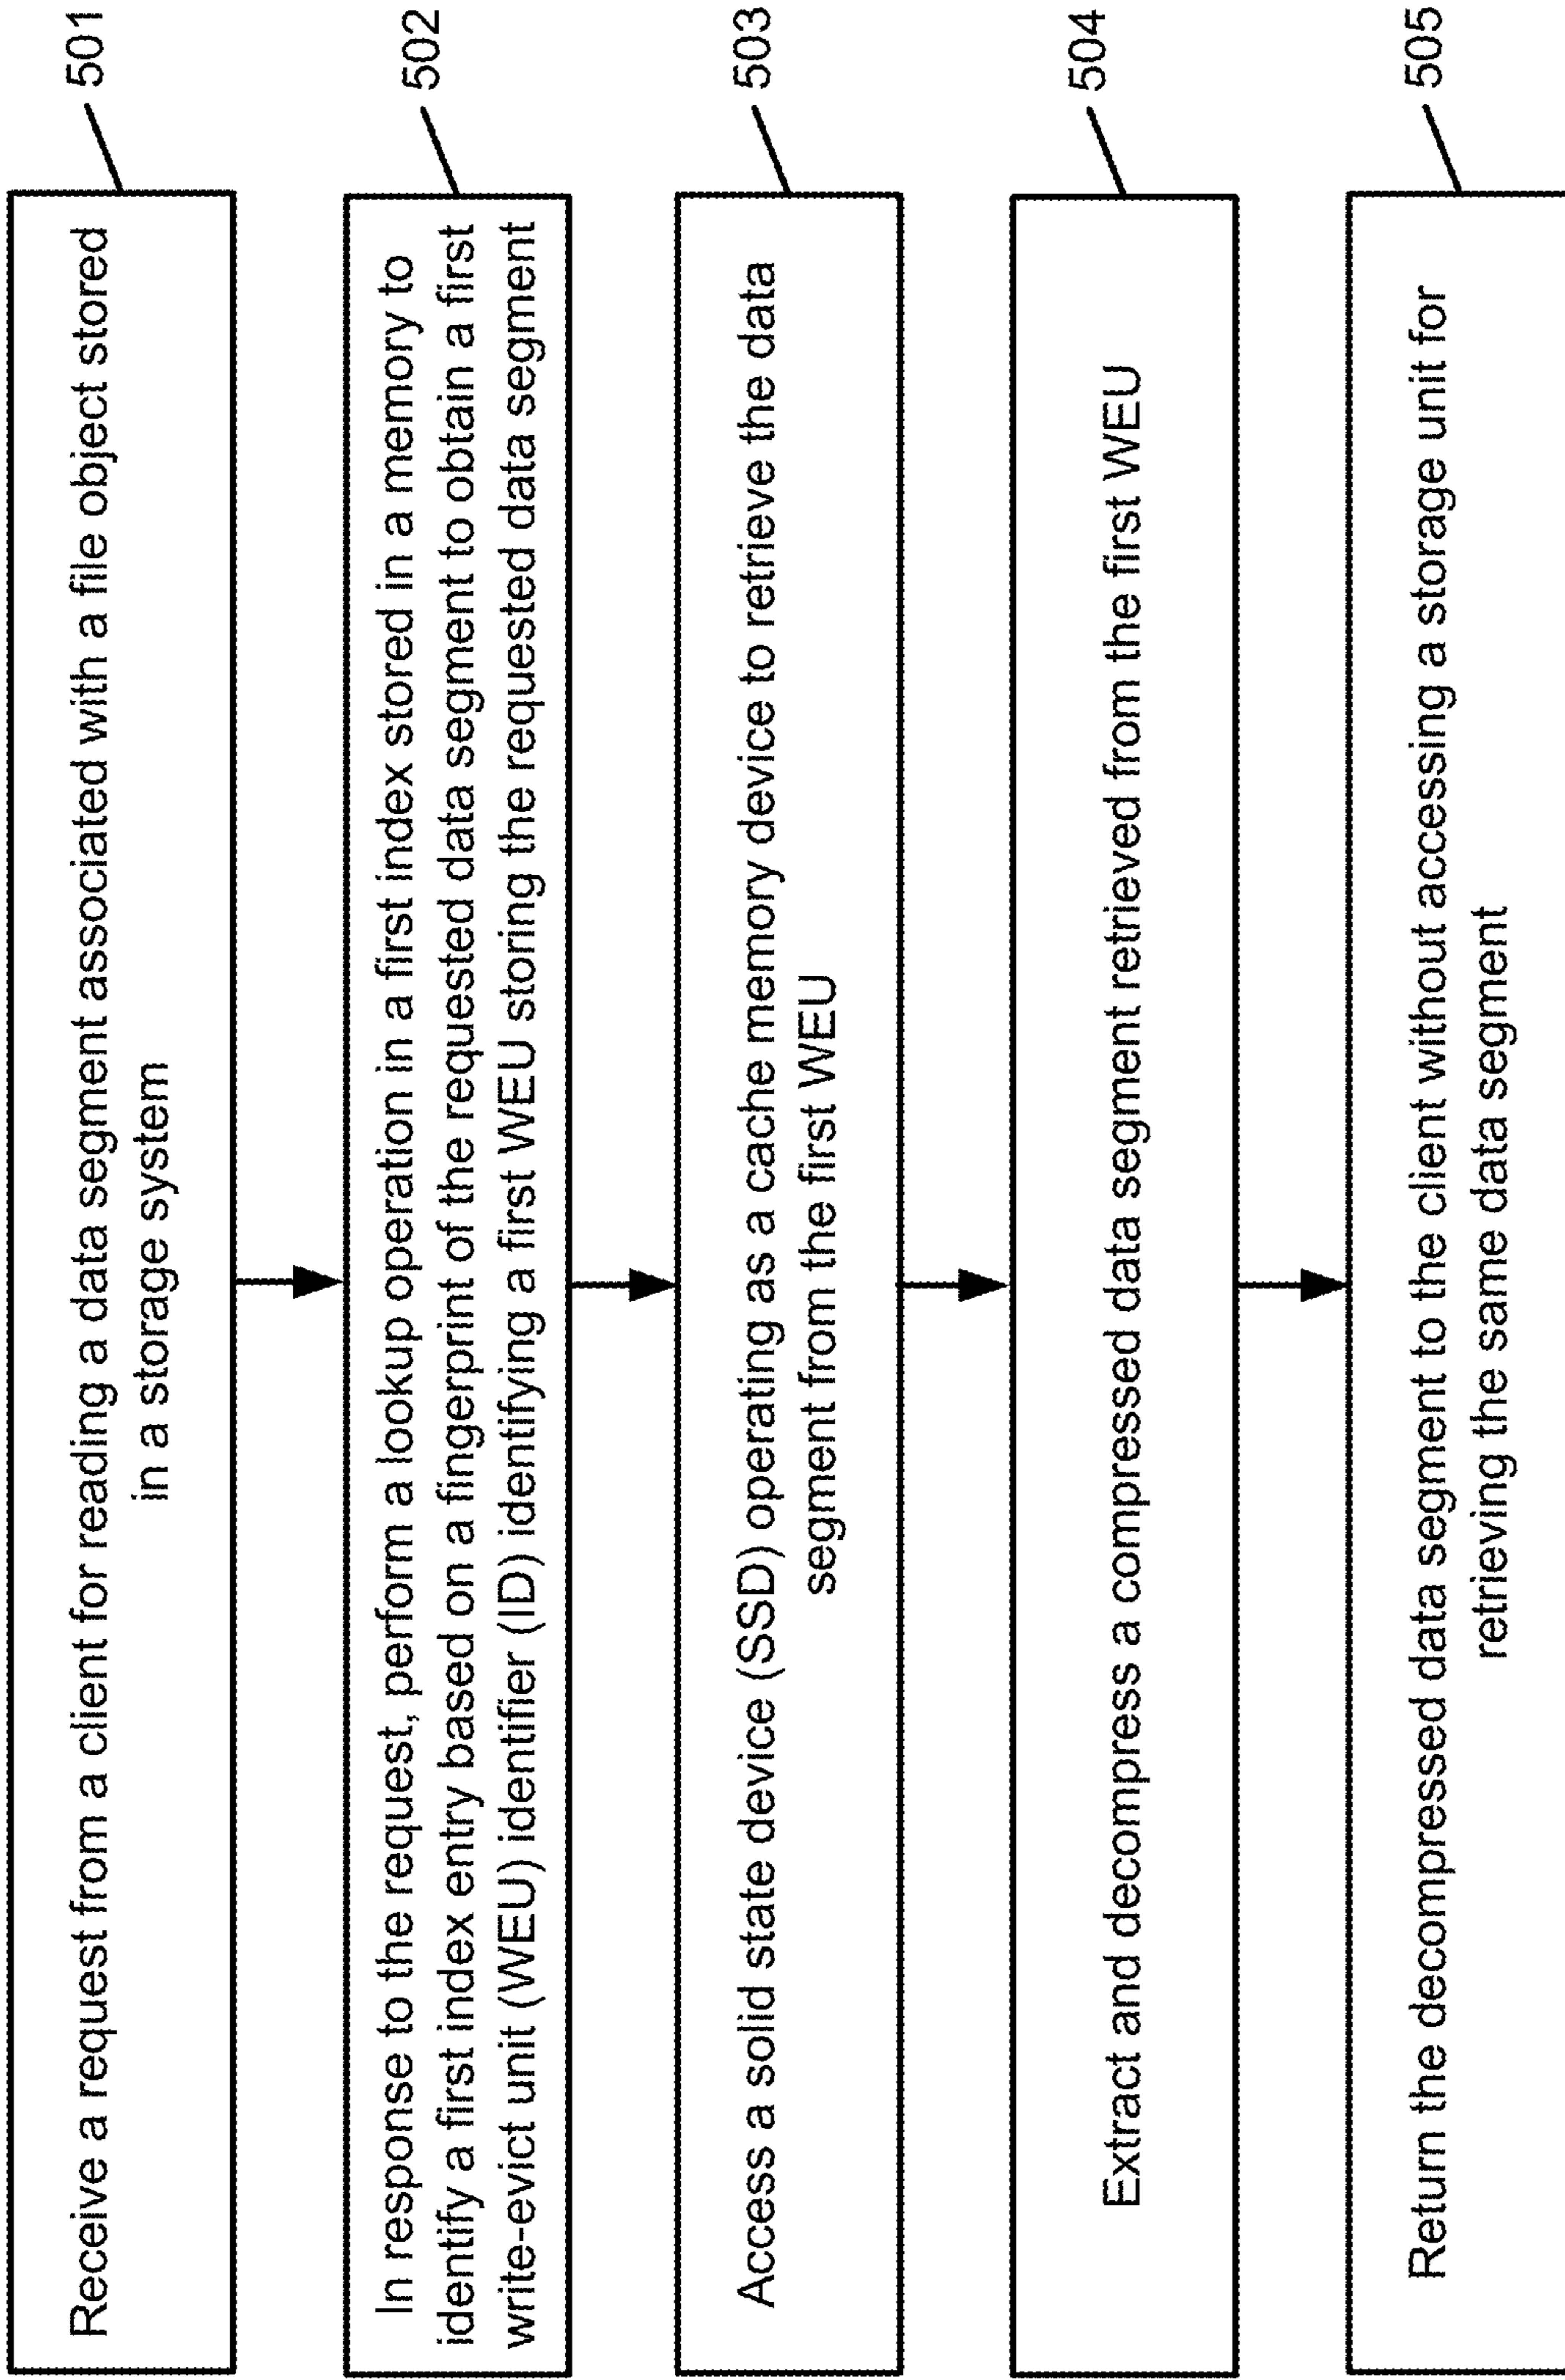 Receive a request from a client for reading a data segment associated with a file object stored
in a storage system
501
In response to the request, perform a lookup operation in a first index stored in a memory to
identify a first index entry based on a fingerprint of the requested data segment to obtain a first
write-evict unit (WEU) identifier (ID) identifying a first WEU storing the requested data segment
502
Access a solid state device (SSD) operating as a cache memory device to retrieve the data
segment from the first WEU
503
Extract and decompress a compressed data segment retrieved from the first WEU
504
Return the decompressed data segment to the client without accessing a storage unit for
retrieving the same data segment
505